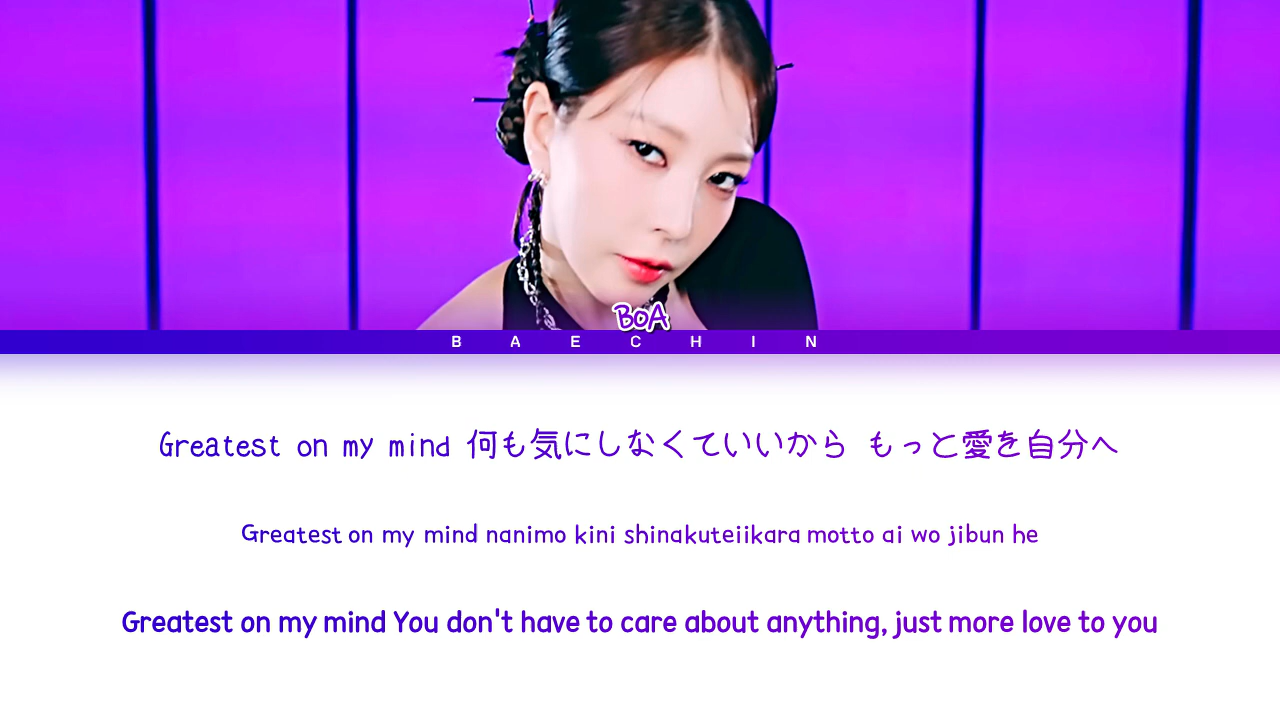 BoA
BAECHIN
Greatest on my mind 何も気にしなくていいから もっと愛を自分へ
Greatest on my mind nanimo kini shinakuteiikara motto ai wo jibun he
Greatest on my mind You don't have to care about anything, just more love to you